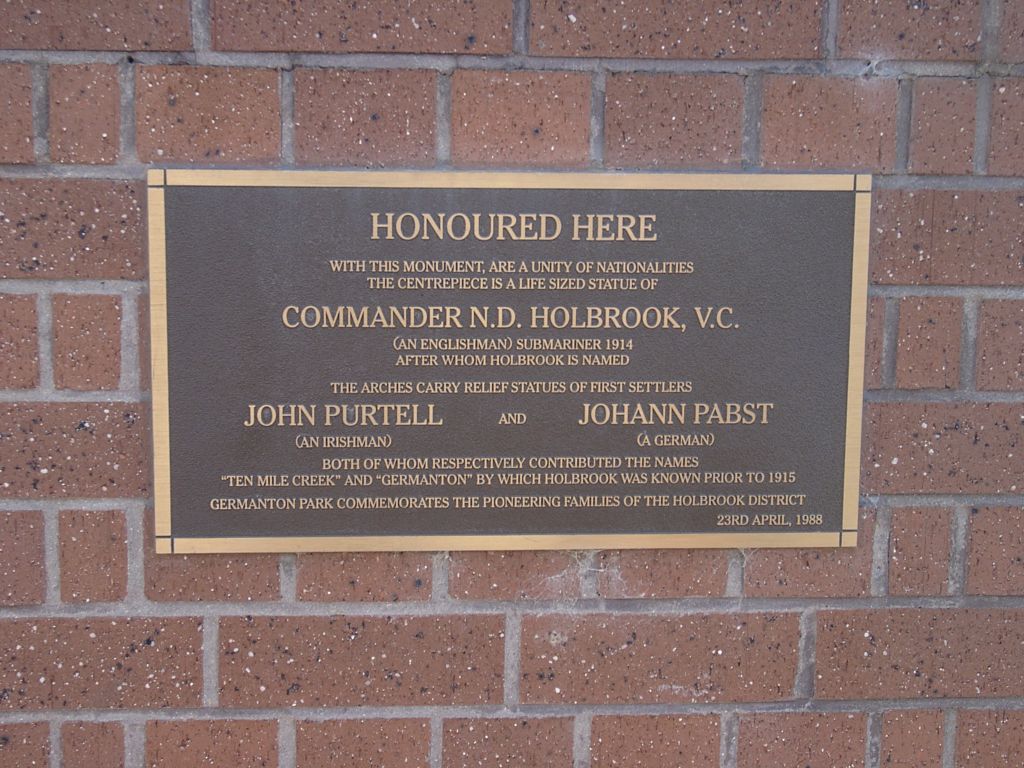 HONOURED HERE
WITH THIS MONUMENT, ARE A UNITY OF NATIONALITIES
THE CENTREPIECE IS A LIFE SIZED STATUE OF
COMMANDER N.D. HOLBROOK, V.C.
(AN ENGLISHMAN) SUBMARINER 1914
AFTER WHOM HOLBROOK IS NAMED
THE ARCHES CARRY RELIEF STATUES OF FIRST SETTLERS
JOHN PURTELL AND JOHANN PABST
(AN IRISHMAN) (A GERMAN)
BOTH OF WHOM RESPECTIVELY CONTRIBUTED THE NAMES
"TEN MILE CREEK" AND "GERMANTON" BY WHICH HOLBROOK WAS KNOWN PRIOR TO 1915
GERMANTON PARK COMMEMORATES THE PIONEERING FAMILIES OF THE HOLBROOK DISTRICT
23RD APRIL, 1988